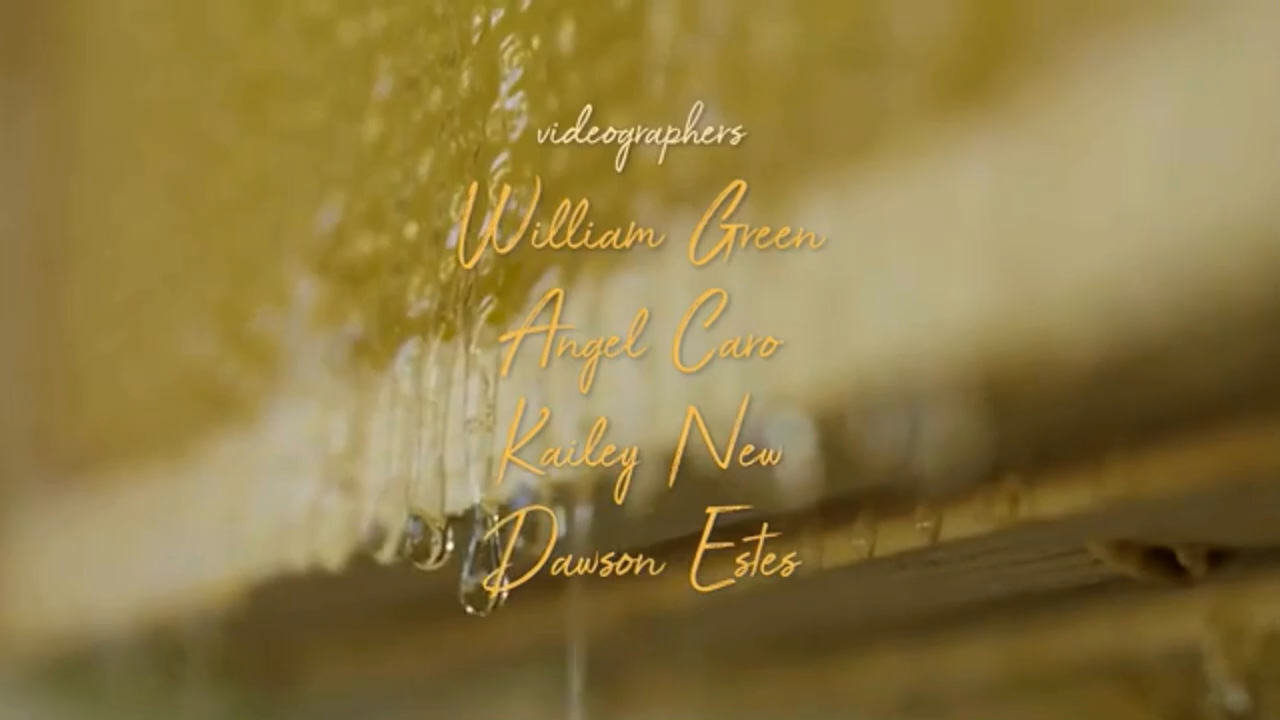 videographers
William Green
Angel Caro
Kailey New
Dawson Estes